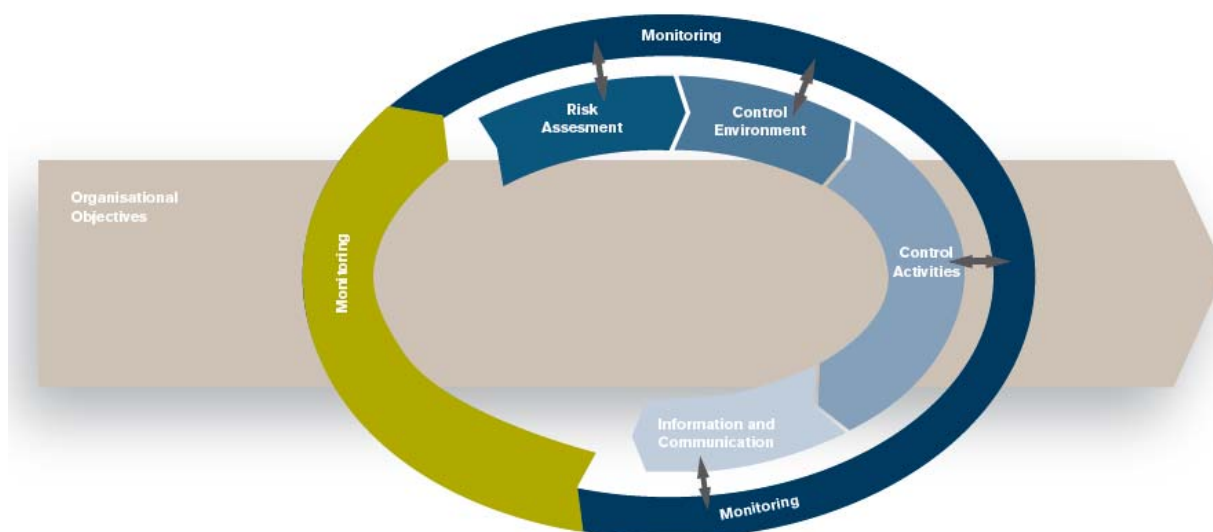 Monitoring
Risk
Assesment
Control
Environment
Organisational
Objectives
Monitoring
Control
Activities
Information and
Communication
Monitoring